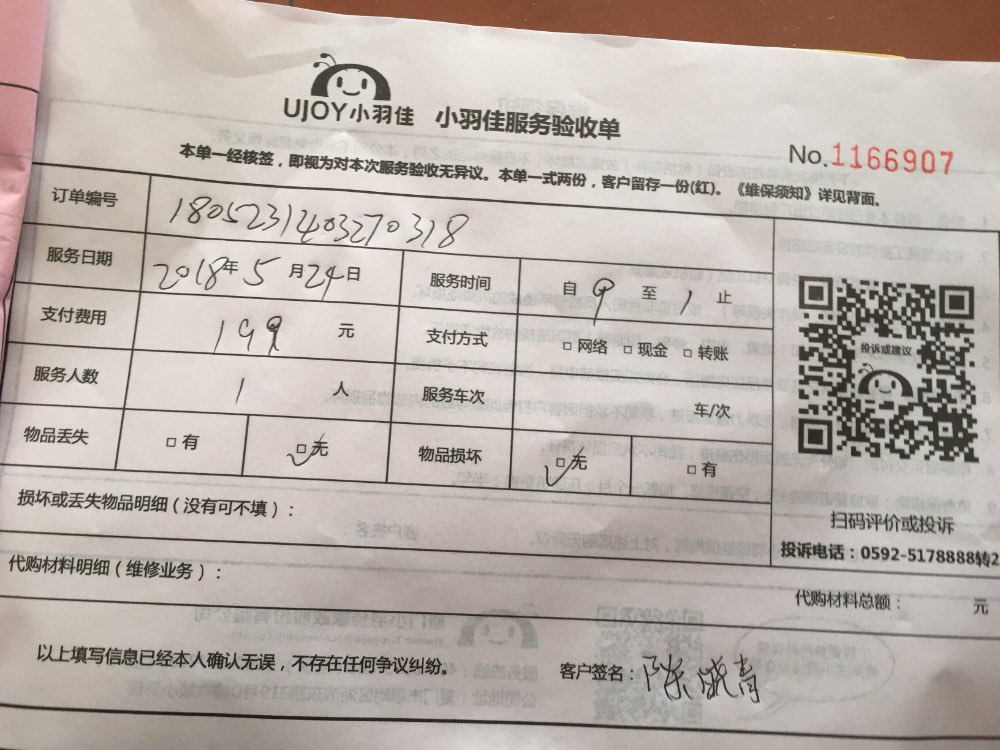 UJOY小羽佳 小羽佳服务验收单
No.1166907
本单一经核签，即视为对本次服务验收无异议。本单一式两份，客户留存一份(红)。《维保须知》详见背面。
订单编号 1805231403270318
服务日期 2018年5月24日 服务时间 自9至1止
支付费用 199元 支付方式 □网络 □现金 □转账
服务人数 1人 服务车次 车/次
物品丢失 □有 ☑无 物品损坏 ☑无 □有
投诉或建议
扫码评价或投诉
投诉电话：0592-5178888转2
损坏或丢失物品明细（没有可不填）：
代购材料明细（维修业务）：
代购材料总额： 元
以上填写信息已经本人确认无误，不存在任何争议纠纷。 客户签名：陈 青